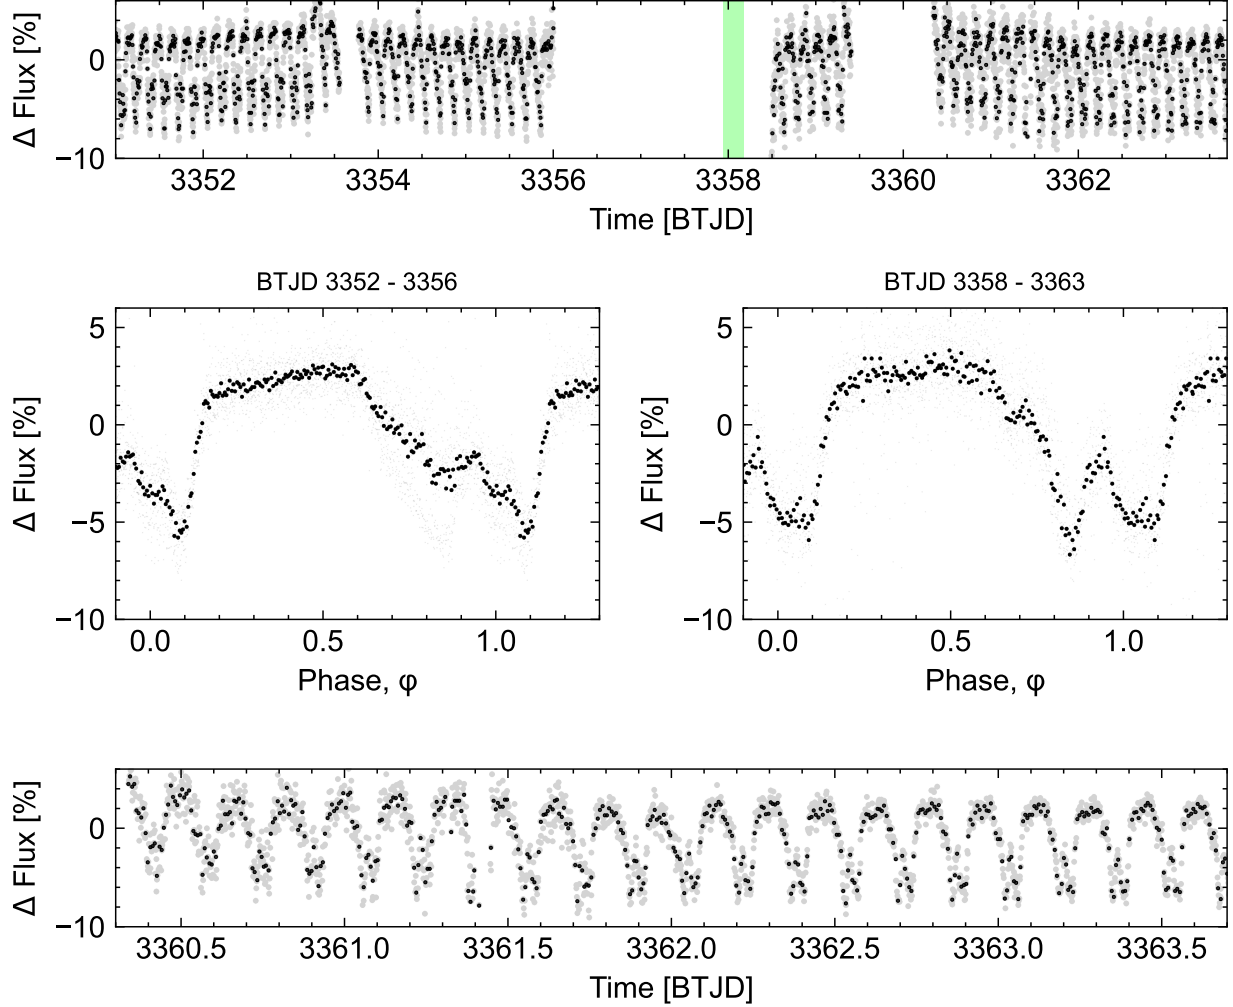 Δ Flux [%]
0
−10
3352 3354 3356 3358 3360 3362
Time [BTJD]
BTJD 3352 - 3356
BTJD 3358 - 3363
Δ Flux [%]
5
0
−5
−10
0.0 0.5 1.0
Phase, φ
Δ Flux [%]
5
0
−5
−10
0.0 0.5 1.0
Phase, φ
Δ Flux [%]
0
−10
3360.5 3361.0 3361.5 3362.0 3362.5 3363.0 3363.5
Time [BTJD]